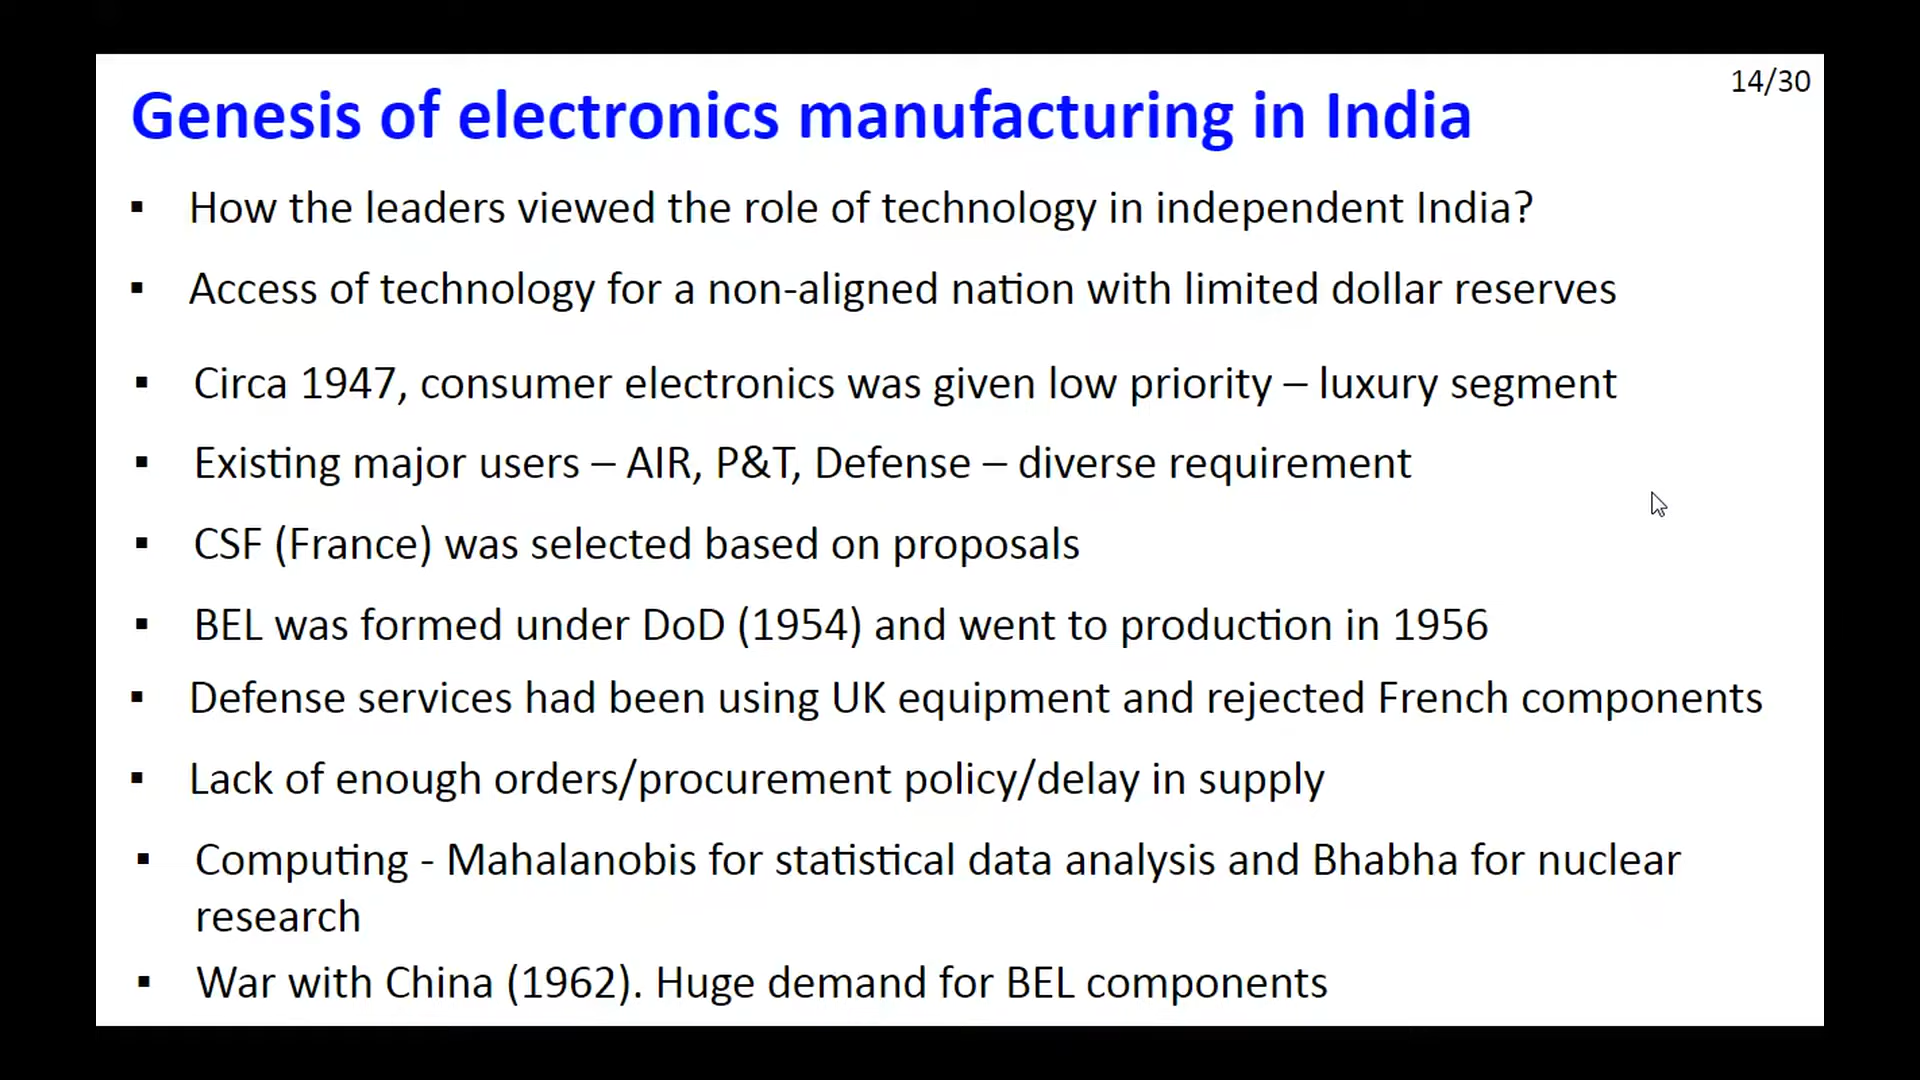 14/30
Genesis of electronics manufacturing in India
▪ How the leaders viewed the role of technology in independent India?
▪ Access of technology for a non-aligned nation with limited dollar reserves
▪ Circa 1947, consumer electronics was given low priority – luxury segment
▪ Existing major users – AIR, P&T, Defense – diverse requirement
▪ CSF (France) was selected based on proposals
▪ BEL was formed under DoD (1954) and went to production in 1956
▪ Defense services had been using UK equipment and rejected French components
▪ Lack of enough orders/procurement policy/delay in supply
▪ Computing - Mahalanobis for statistical data analysis and Bhabha for nuclear
research
▪ War with China (1962). Huge demand for BEL components